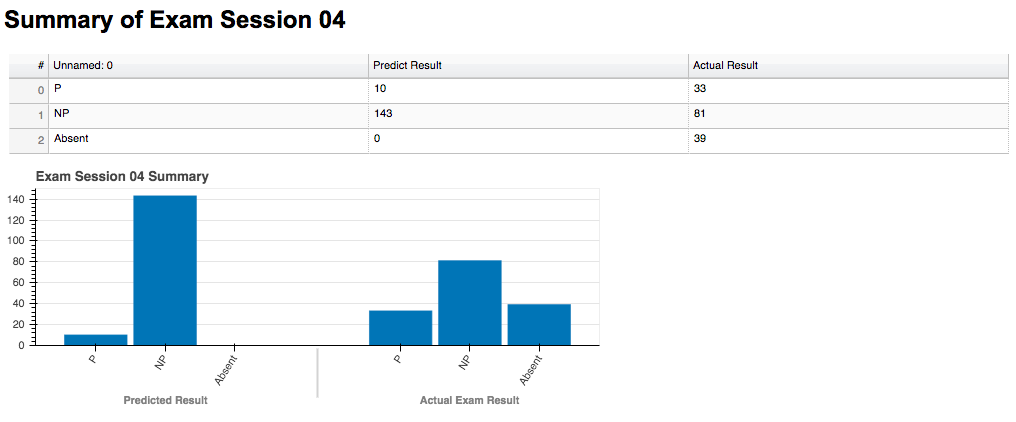 Summary of Exam Session 04
# Unnamed: 0 Predict Result Actual Result
0 P 10 33
1 NP 143 81
2 Absent 0 39
Exam Session 04 Summary
140
120
100
80
60
40
20
0
P NP Absent P NP Absent
Predicted Result Actual Exam Result